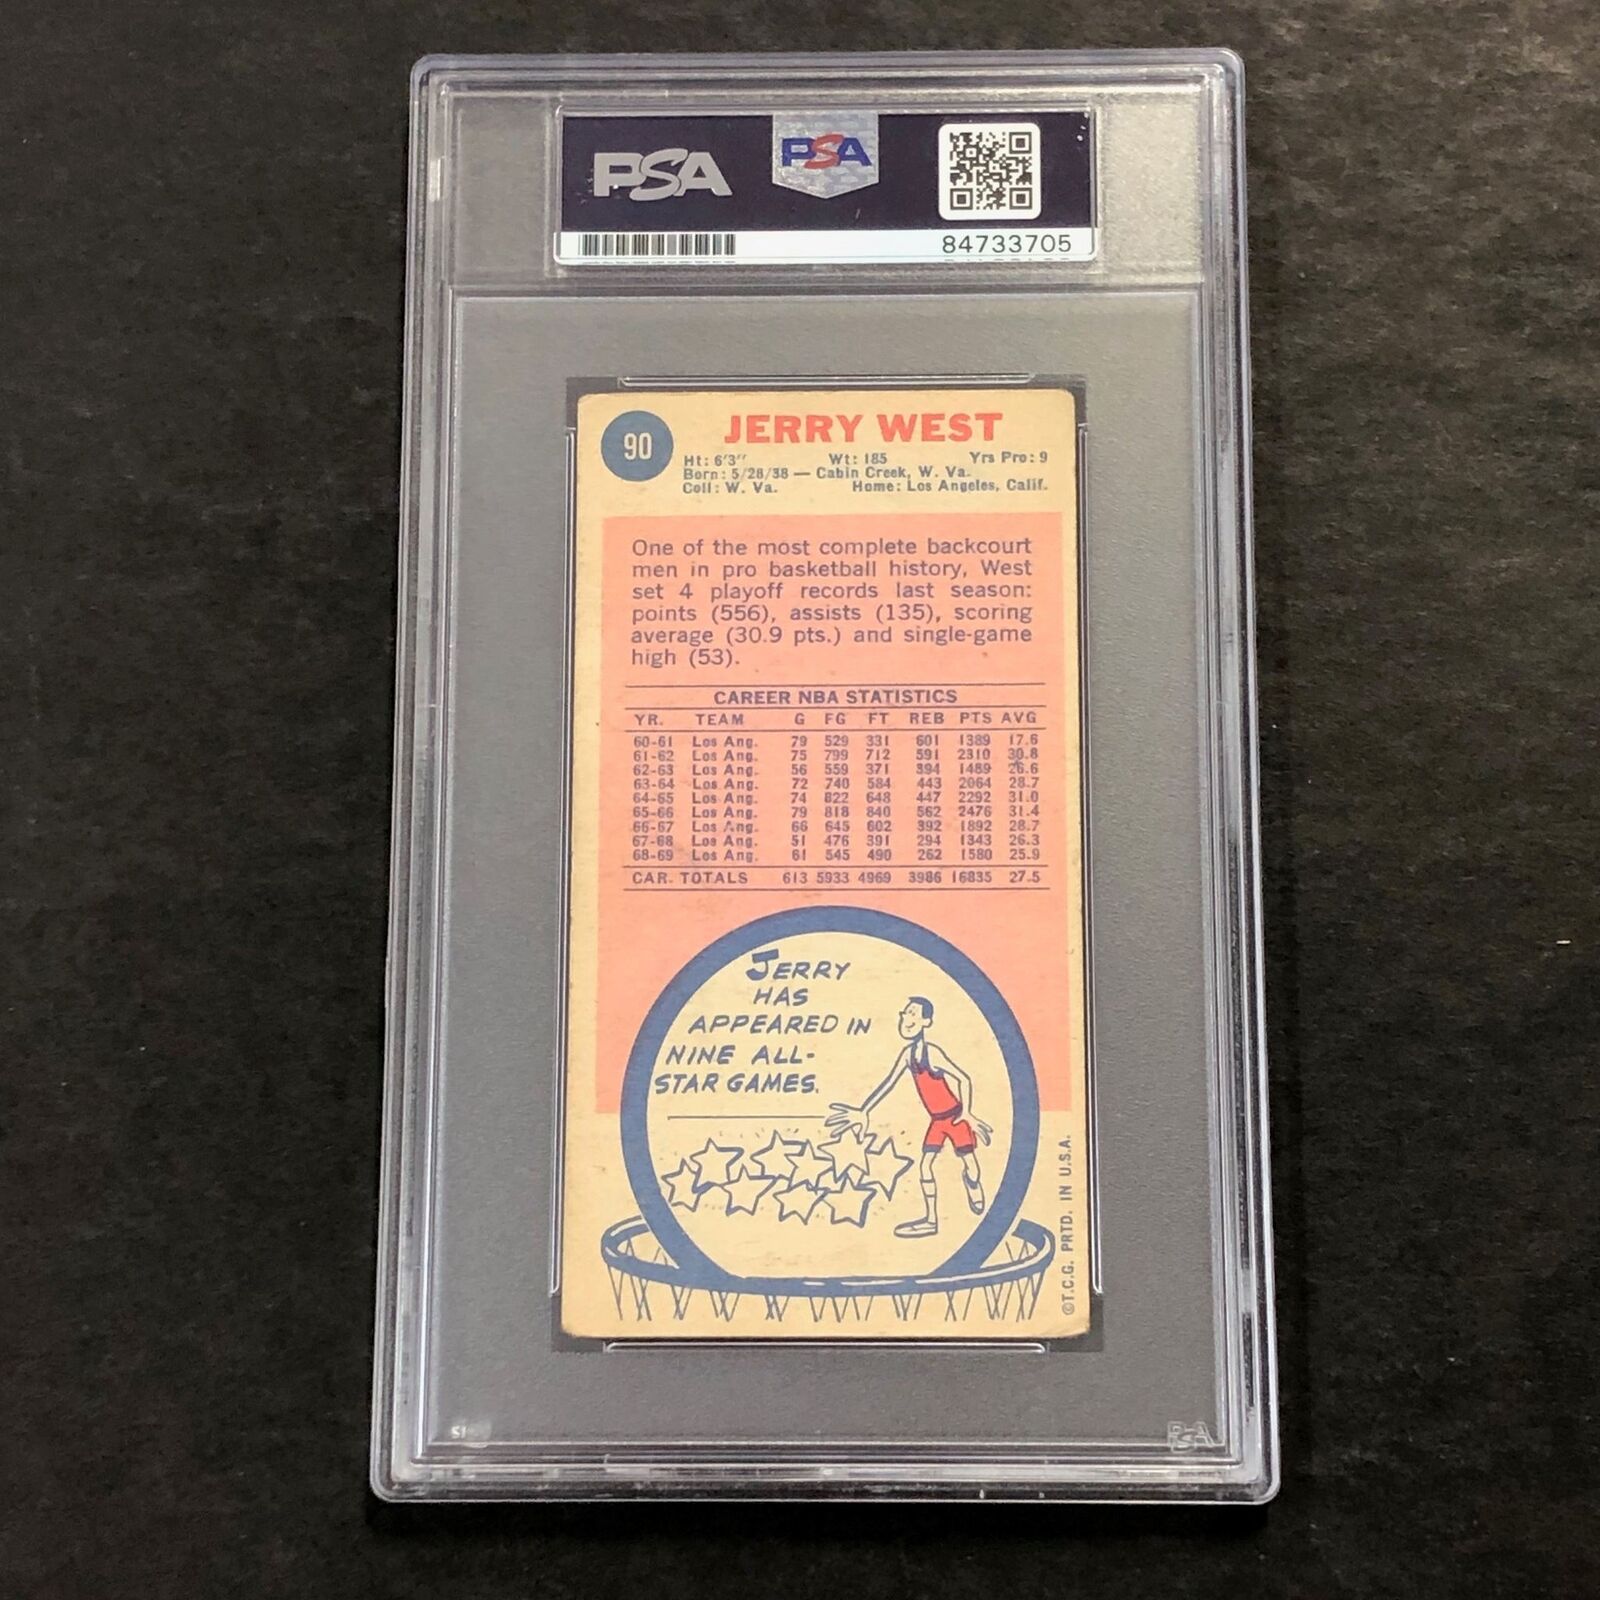 PSA
PSA
84733705
90
JERRY WEST
Ht: 6'3" Wt: 185 Yrs Pro: 9
Born: 5/28/38 — Cabin Creek, W. Va.
Coll: W. Va. Home: Los Angeles, Calif.
One of the most complete backcourt
men in pro basketball history, West
set 4 playoff records last season:
points (556), assists (135), scoring
average (30.9 pts.) and single-game
high (53).
CAREER NBA STATISTICS
YR. TEAM G FG FT REB PTS AVG
60-61 Los Ang. 79 529 331 601 1389 17.6
61-62 Los Ang. 75 799 712 591 2310 30.8
62-63 Los Ang. 56 559 371 394 1489 26.6
63-64 Los Ang. 72 740 584 443 2064 28.7
64-65 Los Ang. 74 822 648 447 2292 31.0
65-66 Los Ang. 79 818 840 562 2476 31.4
66-67 Los Ang. 66 645 602 392 1892 28.7
67-68 Los Ang. 51 476 391 294 1343 26.3
68-69 Los Ang. 61 545 490 262 1580 25.9
CAR. TOTALS 613 5933 4969 3986 16835 27.5
JERRY
HAS
APPEARED IN
NINE ALL-
STAR GAMES.
©T.C.G. PRTD. IN U.S.A.
PSA